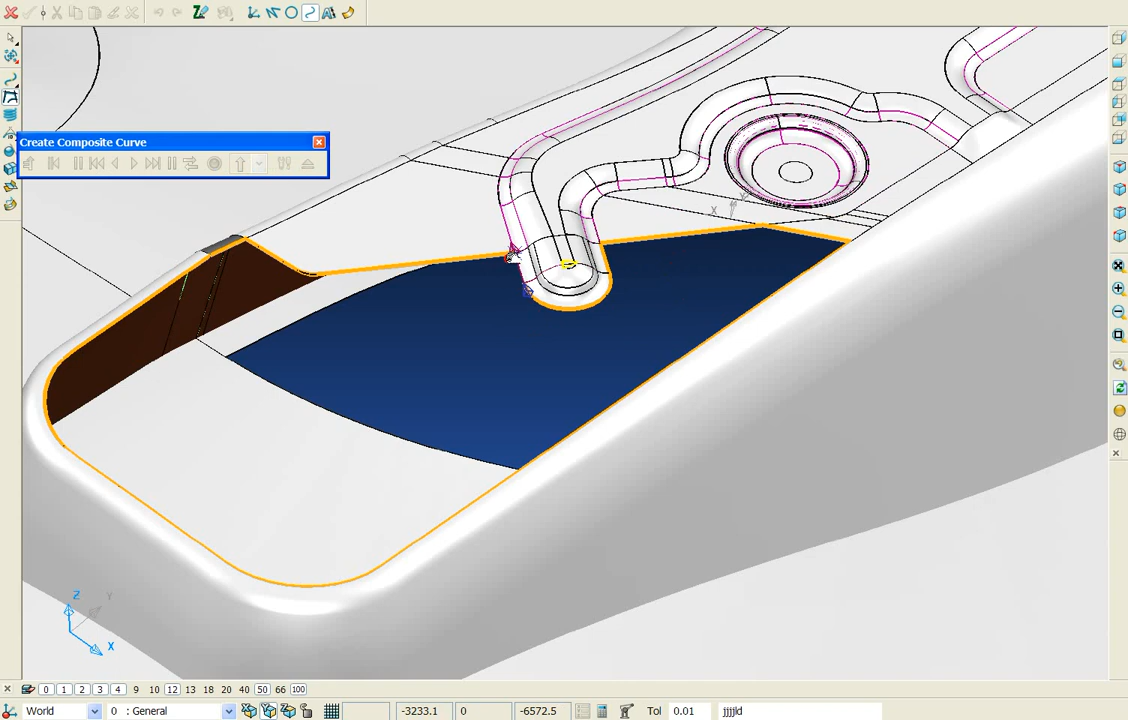 Create Composite Curve
X Y
Z
Y
X
0 1 2 3 4 9 10 12 13 18 20 40 50 66 100
World 0 : General -3233.1 0 -6572.5 Tol 0.01 jjjjld